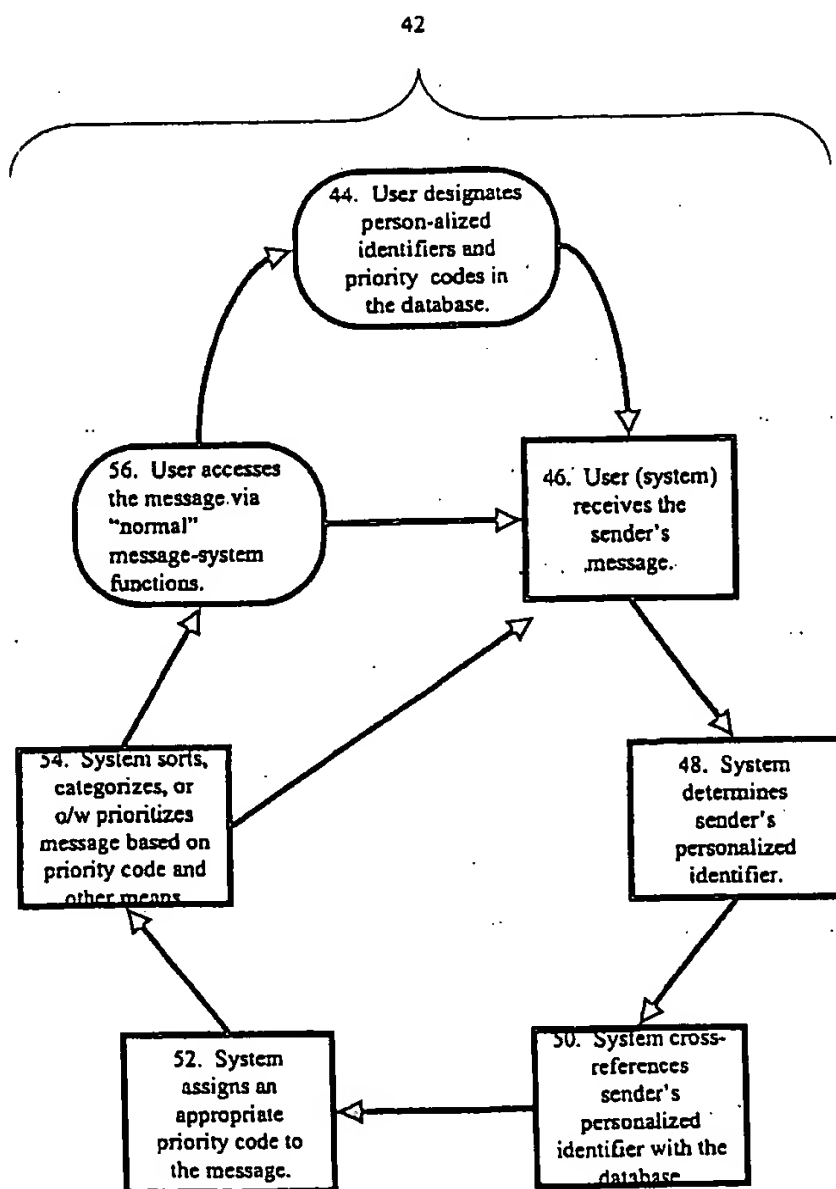 42
44. User designates
person-alized
identifiers and
priority codes in
the database.
56. User accesses
the message via
“normal”
message-system
functions.
46. User (system)
receives the
sender’s
message.
54. System sorts,
categorizes, or
o/w prioritizes
message based on
priority code and
other means
48. System
determines
sender’s
personalized
identifier.
52. System
assigns an
appropriate
priority code to
the message.
50. System cross-
references
sender’s
personalized
identifier with the
database